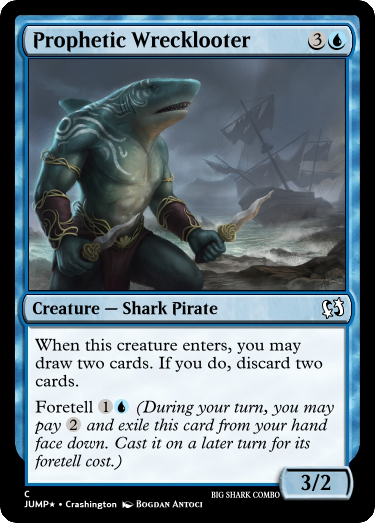 Prophetic Wrecklooter 3
Creature — Shark Pirate
When this creature enters, you may
draw two cards. If you do, discard two
cards.
Foretell 1 (During your turn, you may
pay 2 and exile this card from your hand
face down. Cast it on a later turn for its
foretell cost.)
3/2
C
BIG SHARK COMBO
JUMP★ • Crashington Bogdan Antoci